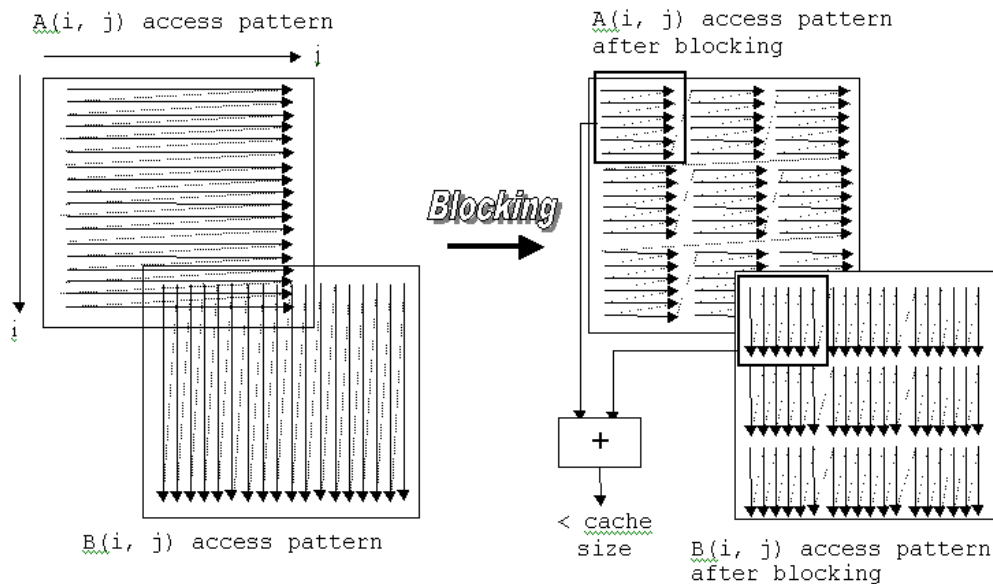 A(i, j) access pattern
j
i
B(i, j) access pattern
Blocking
A(i, j) access pattern
after blocking
+
< cache
size
B(i, j) access pattern
after blocking